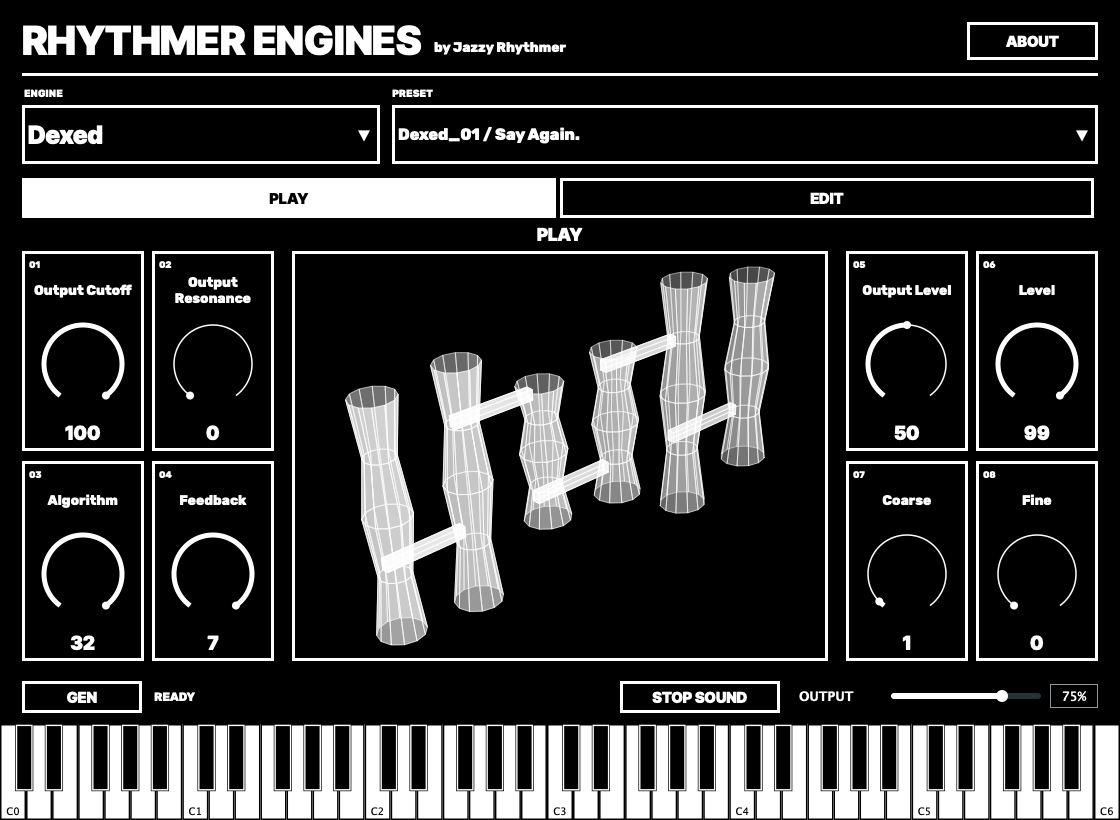 RHYTHMER ENGINES by Jazzy Rhythmer
ABOUT
ENGINE
PRESET
Dexed ▼
Dexed_01 / Say Again. ▼
PLAY
EDIT
PLAY
01
Output Cutoff
100
02
Output
Resonance
0
03
Algorithm
32
04
Feedback
7
05
Output Level
50
06
Level
99
07
Coarse
1
08
Fine
0
GEN
READY
STOP SOUND
OUTPUT
75%
C0
C1
C2
C3
C4
C5
C6